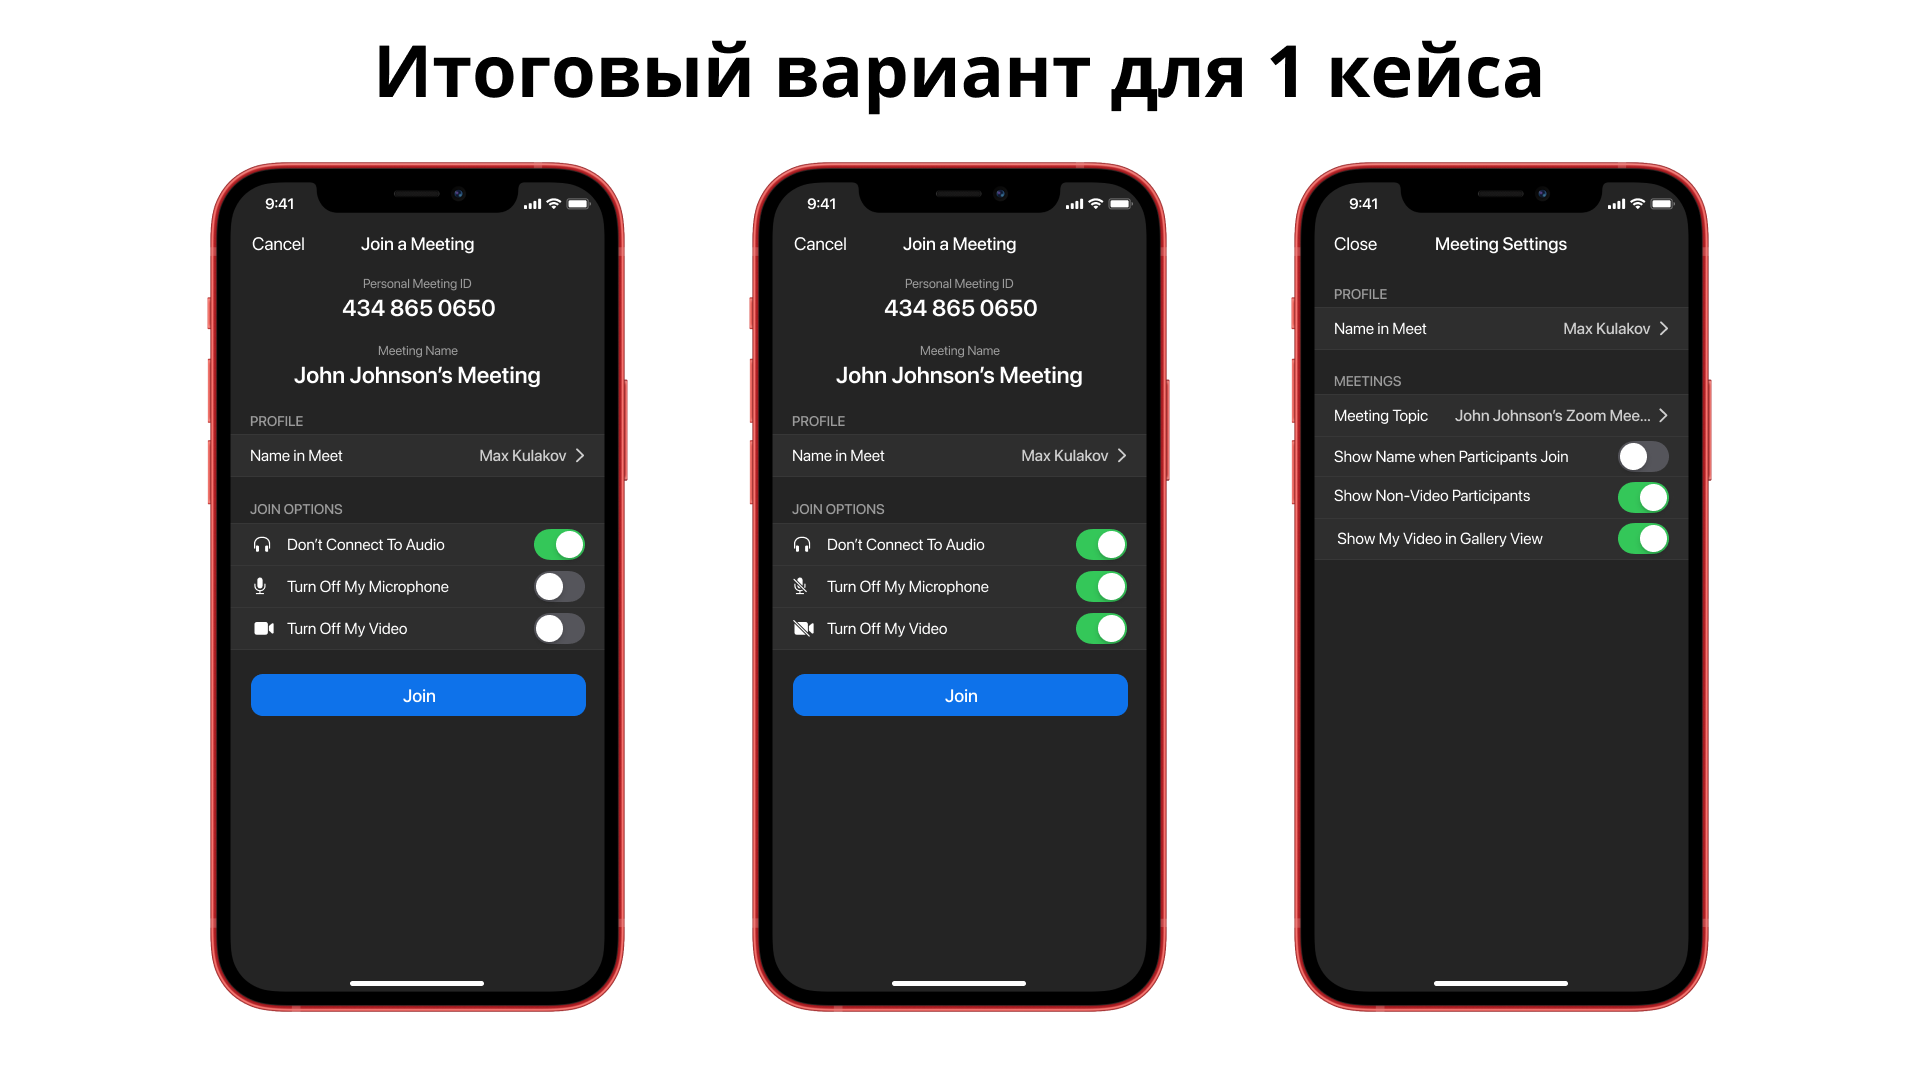 Итоговый вариант для 1 кейса
9:41
Cancel
Join a Meeting
Personal Meeting ID
434 865 0650
Meeting Name
John Johnson’s Meeting
PROFILE
Name in Meet
Max Kulakov
JOIN OPTIONS
Don’t Connect To Audio
Turn Off My Microphone
Turn Off My Video
Join
9:41
Cancel
Join a Meeting
Personal Meeting ID
434 865 0650
Meeting Name
John Johnson’s Meeting
PROFILE
Name in Meet
Max Kulakov
JOIN OPTIONS
Don’t Connect To Audio
Turn Off My Microphone
Turn Off My Video
Join
9:41
Close
Meeting Settings
PROFILE
Name in Meet
Max Kulakov
MEETINGS
Meeting Topic
John Johnson’s Zoom Mee...
Show Name when Participants Join
Show Non-Video Participants
Show My Video in Gallery View